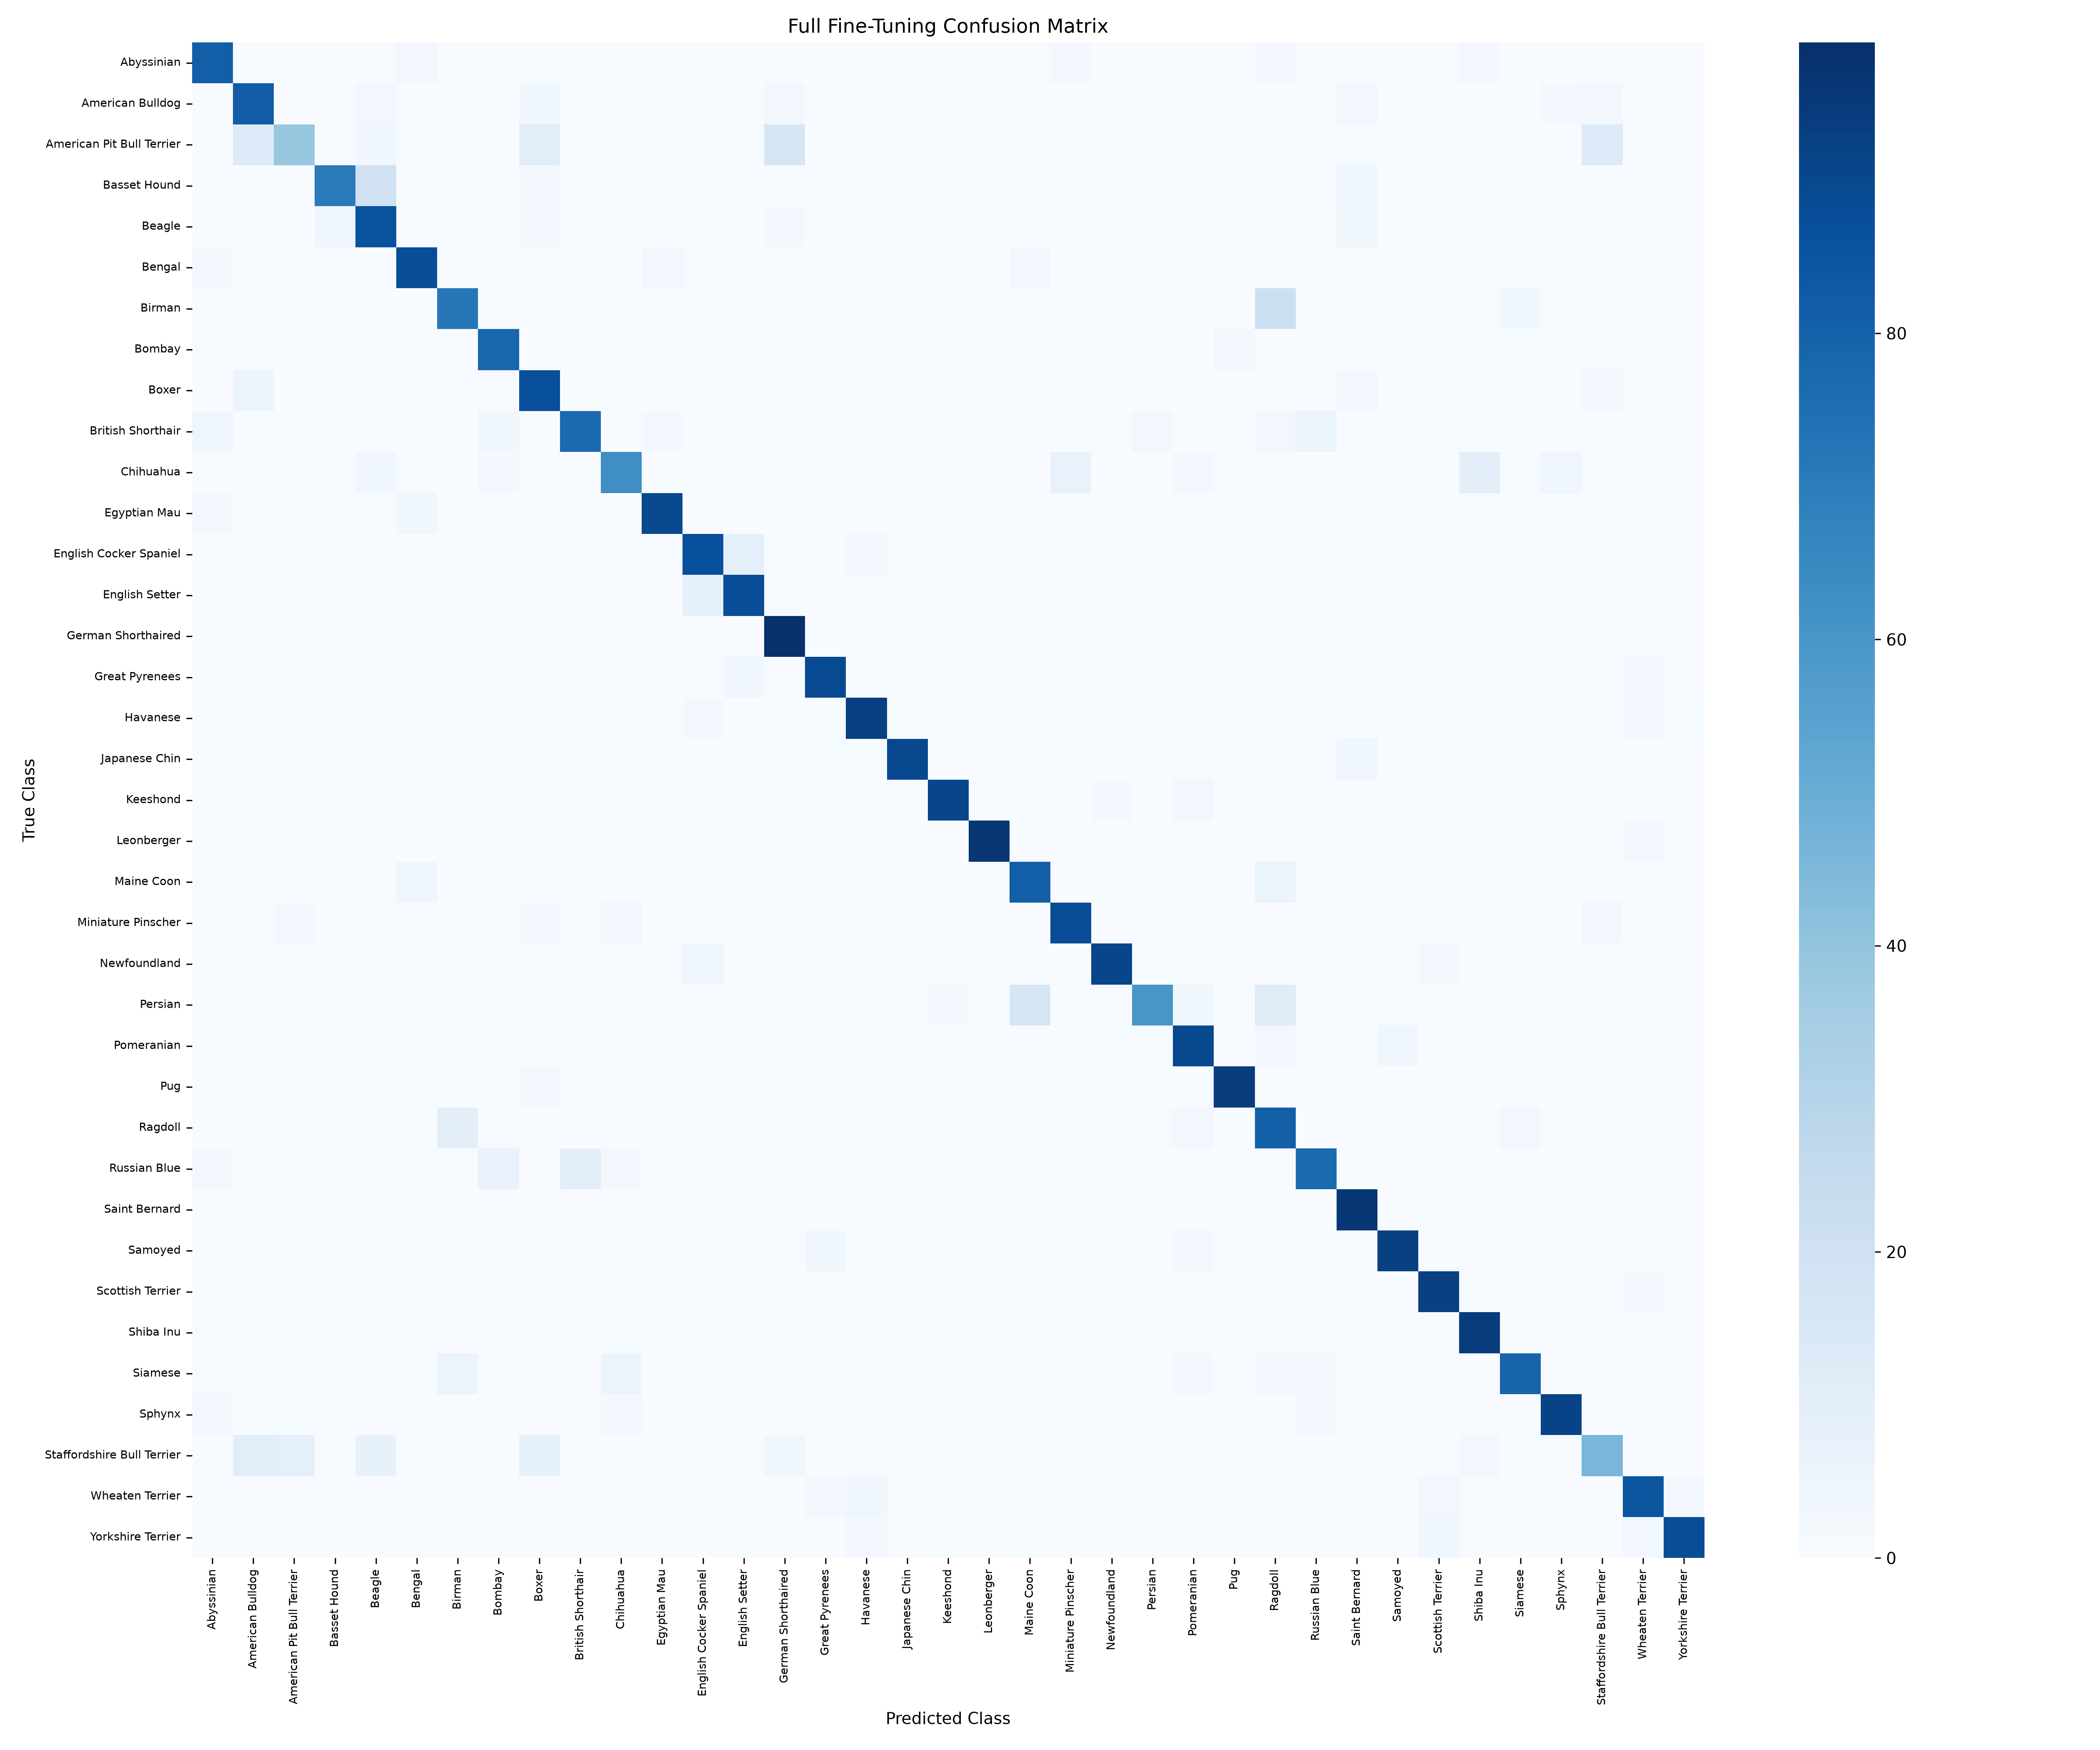 Full Fine-Tuning Confusion Matrix
True Class
Abyssinian
American Bulldog
American Pit Bull Terrier
Basset Hound
Beagle
Bengal
Birman
Bombay
Boxer
British Shorthair
Chihuahua
Egyptian Mau
English Cocker Spaniel
English Setter
German Shorthaired
Great Pyrenees
Havanese
Japanese Chin
Keeshond
Leonberger
Maine Coon
Miniature Pinscher
Newfoundland
Persian
Pomeranian
Pug
Ragdoll
Russian Blue
Saint Bernard
Samoyed
Scottish Terrier
Shiba Inu
Siamese
Sphynx
Staffordshire Bull Terrier
Wheaten Terrier
Yorkshire Terrier
Abyssinian
American Bulldog
American Pit Bull Terrier
Basset Hound
Beagle
Bengal
Birman
Bombay
Boxer
British Shorthair
Chihuahua
Egyptian Mau
English Cocker Spaniel
English Setter
German Shorthaired
Great Pyrenees
Havanese
Japanese Chin
Keeshond
Leonberger
Maine Coon
Miniature Pinscher
Newfoundland
Persian
Pomeranian
Pug
Ragdoll
Russian Blue
Saint Bernard
Samoyed
Scottish Terrier
Shiba Inu
Siamese
Sphynx
Staffordshire Bull Terrier
Wheaten Terrier
Yorkshire Terrier
Predicted Class
80
60
40
20
0